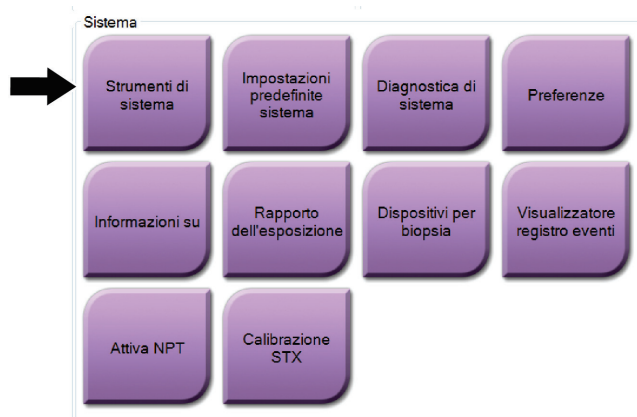 Sistema
Strumenti di
sistema
Impostazioni
predefinite
sistema
Diagnostica di
sistema
Preferenze
Informazioni su
Rapporto
dell'esposizione
Dispositivi per
biopsia
Visualizzatore
registro eventi
Attiva NPT
Calibrazione
STX